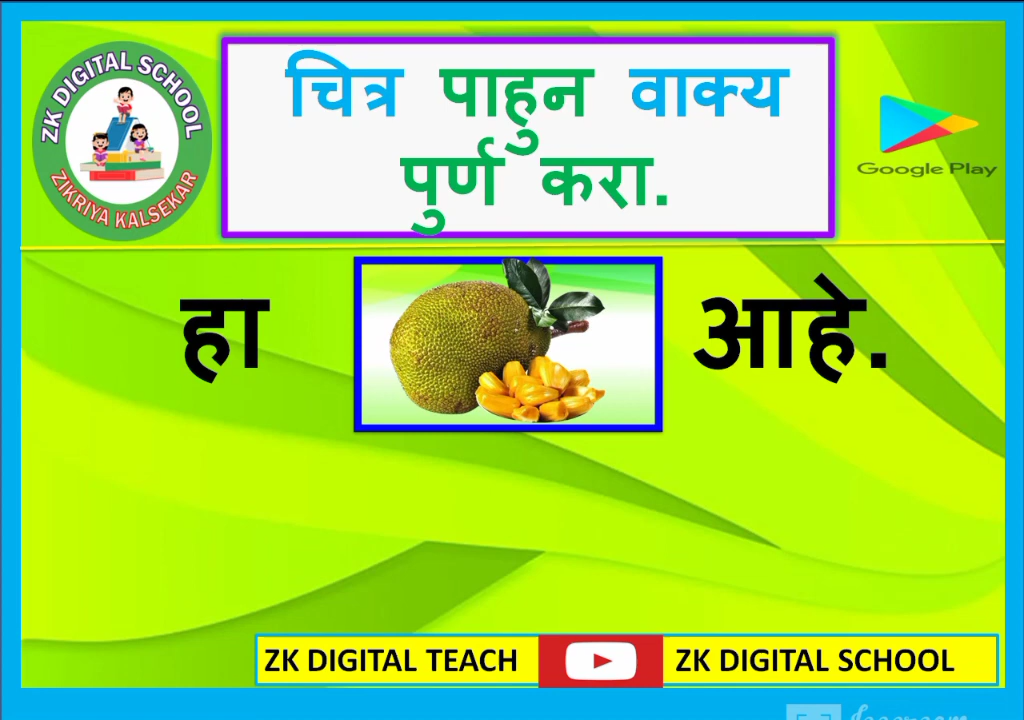 ZK DIGITAL SCHOOL
ZIKRIYA KALSEKAR
चित्र पाहुन वाक्य
पुर्ण करा.
Google Play
हा आहे.
ZK DIGITAL TEACH ZK DIGITAL SCHOOL